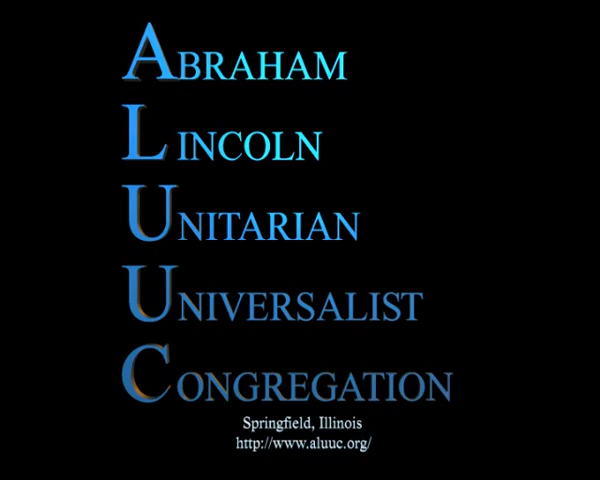 ABRAHAM
LINCOLN
UNITARIAN
UNIVERSALIST
CONGREGATION
Springfield, Illinois
http://www.aluuc.org/